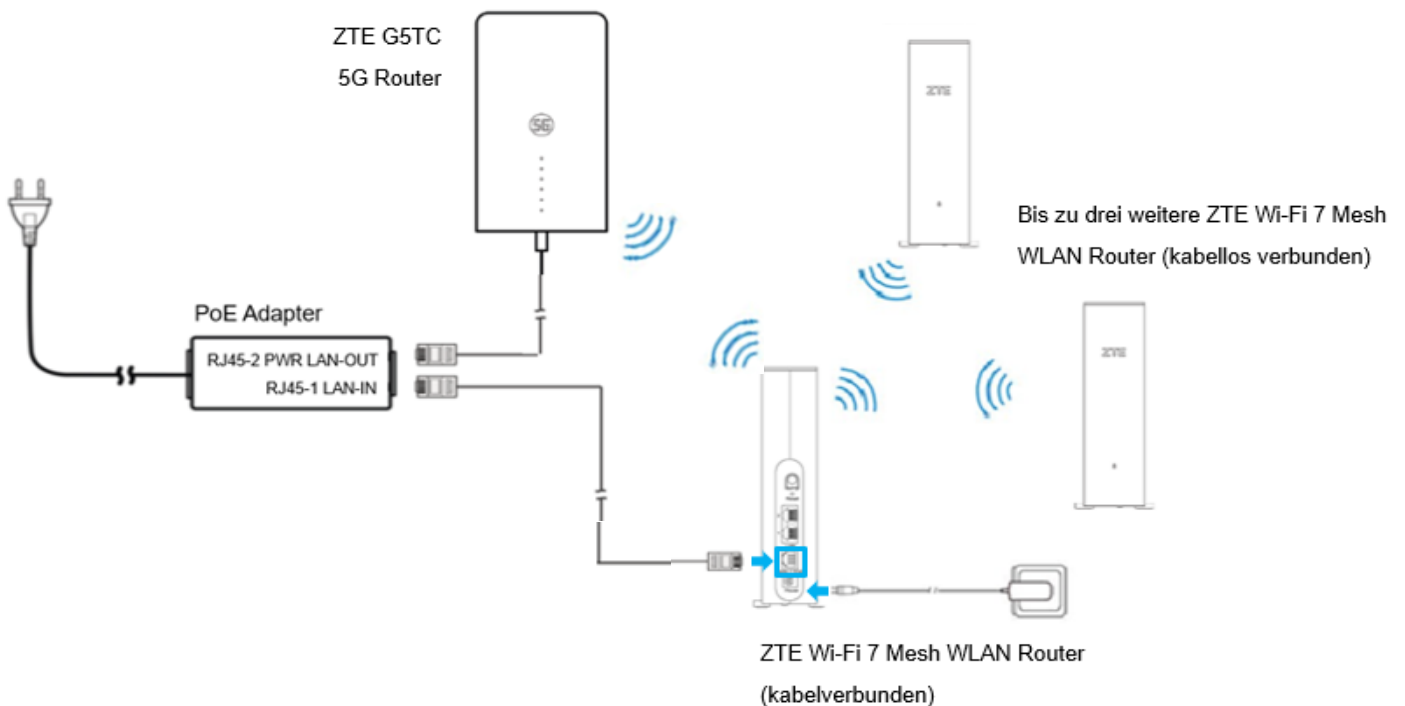 ZTE G5TC
5G Router
5G
ZTE
Bis zu drei weitere ZTE Wi-Fi 7 Mesh
WLAN Router (kabellos verbunden)
PoE Adapter
RJ45-2 PWR LAN-OUT
RJ45-1 LAN-IN
ZTE
ZTE Wi-Fi 7 Mesh WLAN Router
(kabelverbunden)